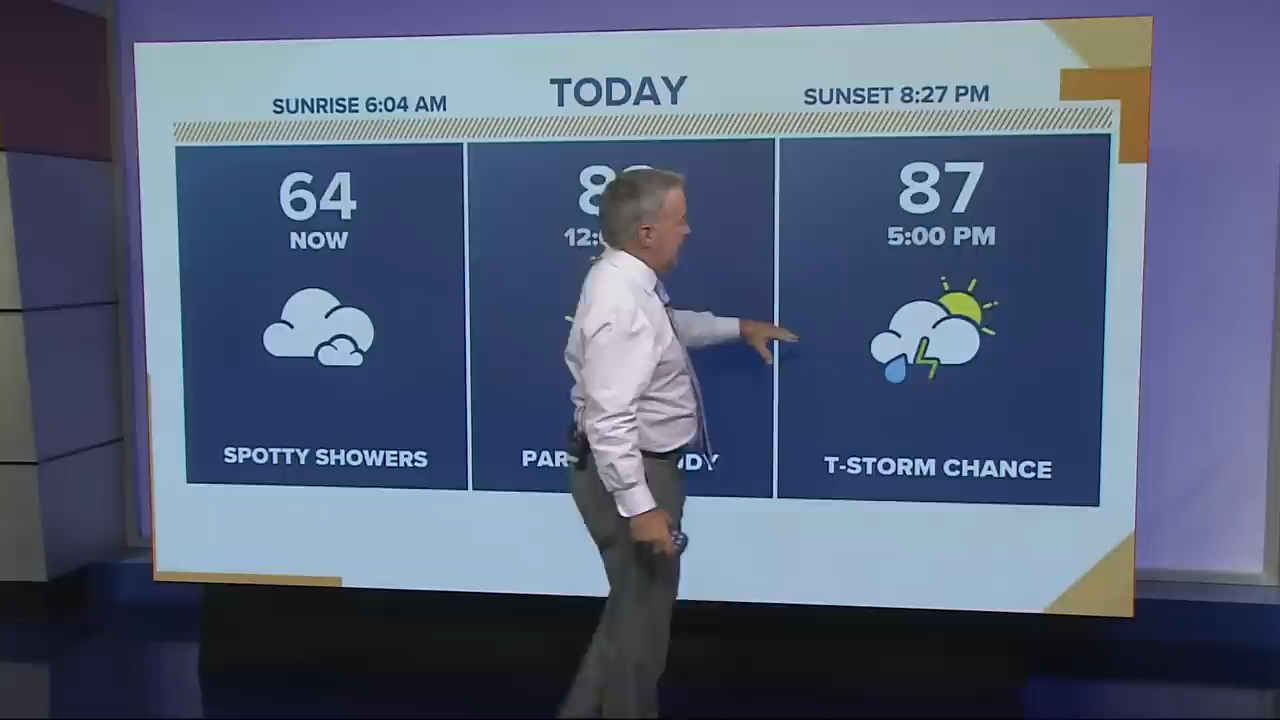 TODAY
SUNRISE 6:04 AM
SUNSET 8:27 PM
64
NOW
SPOTTY SHOWERS
87
5:00 PM
T-STORM CHANCE